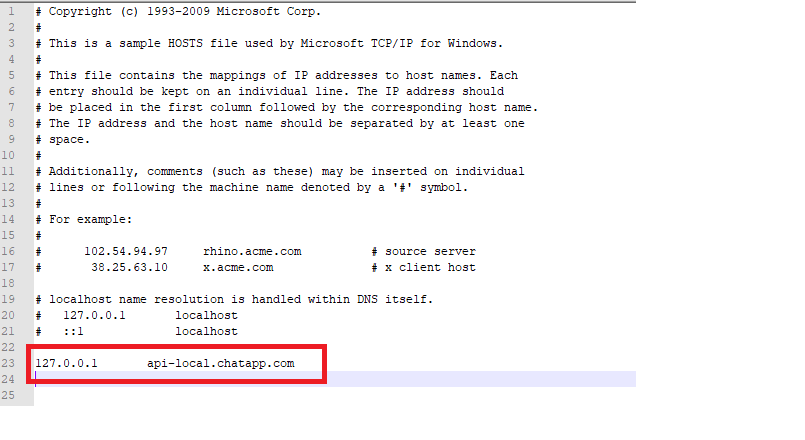 1 # Copyright (c) 1993-2009 Microsoft Corp.
2 #
3 # This is a sample HOSTS file used by Microsoft TCP/IP for Windows.
4 #
5 # This file contains the mappings of IP addresses to host names. Each
6 # entry should be kept on an individual line. The IP address should
7 # be placed in the first column followed by the corresponding host name.
8 # The IP address and the host name should be separated by at least one
9 # space.
10 #
11 # Additionally, comments (such as these) may be inserted on individual
12 # lines or following the machine name denoted by a '#' symbol.
13 #
14 # For example:
15 #
16 #      102.54.94.97     rhino.acme.com          # source server
17 #       38.25.63.10     x.acme.com              # x client host
18
19 # localhost name resolution is handled within DNS itself.
20 #   127.0.0.1       localhost
21 #   ::1             localhost
22
23 127.0.0.1       api-local.chatapp.com
24
25